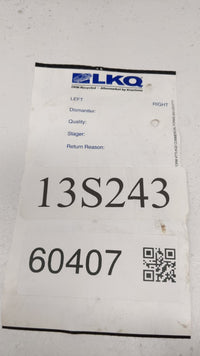 LKQ
OEM Recycled · Aftermarket by Keystone
LEFT
RIGHT
Dismantler:
Quality:
Stager:
Return Reason:
13S243
60407